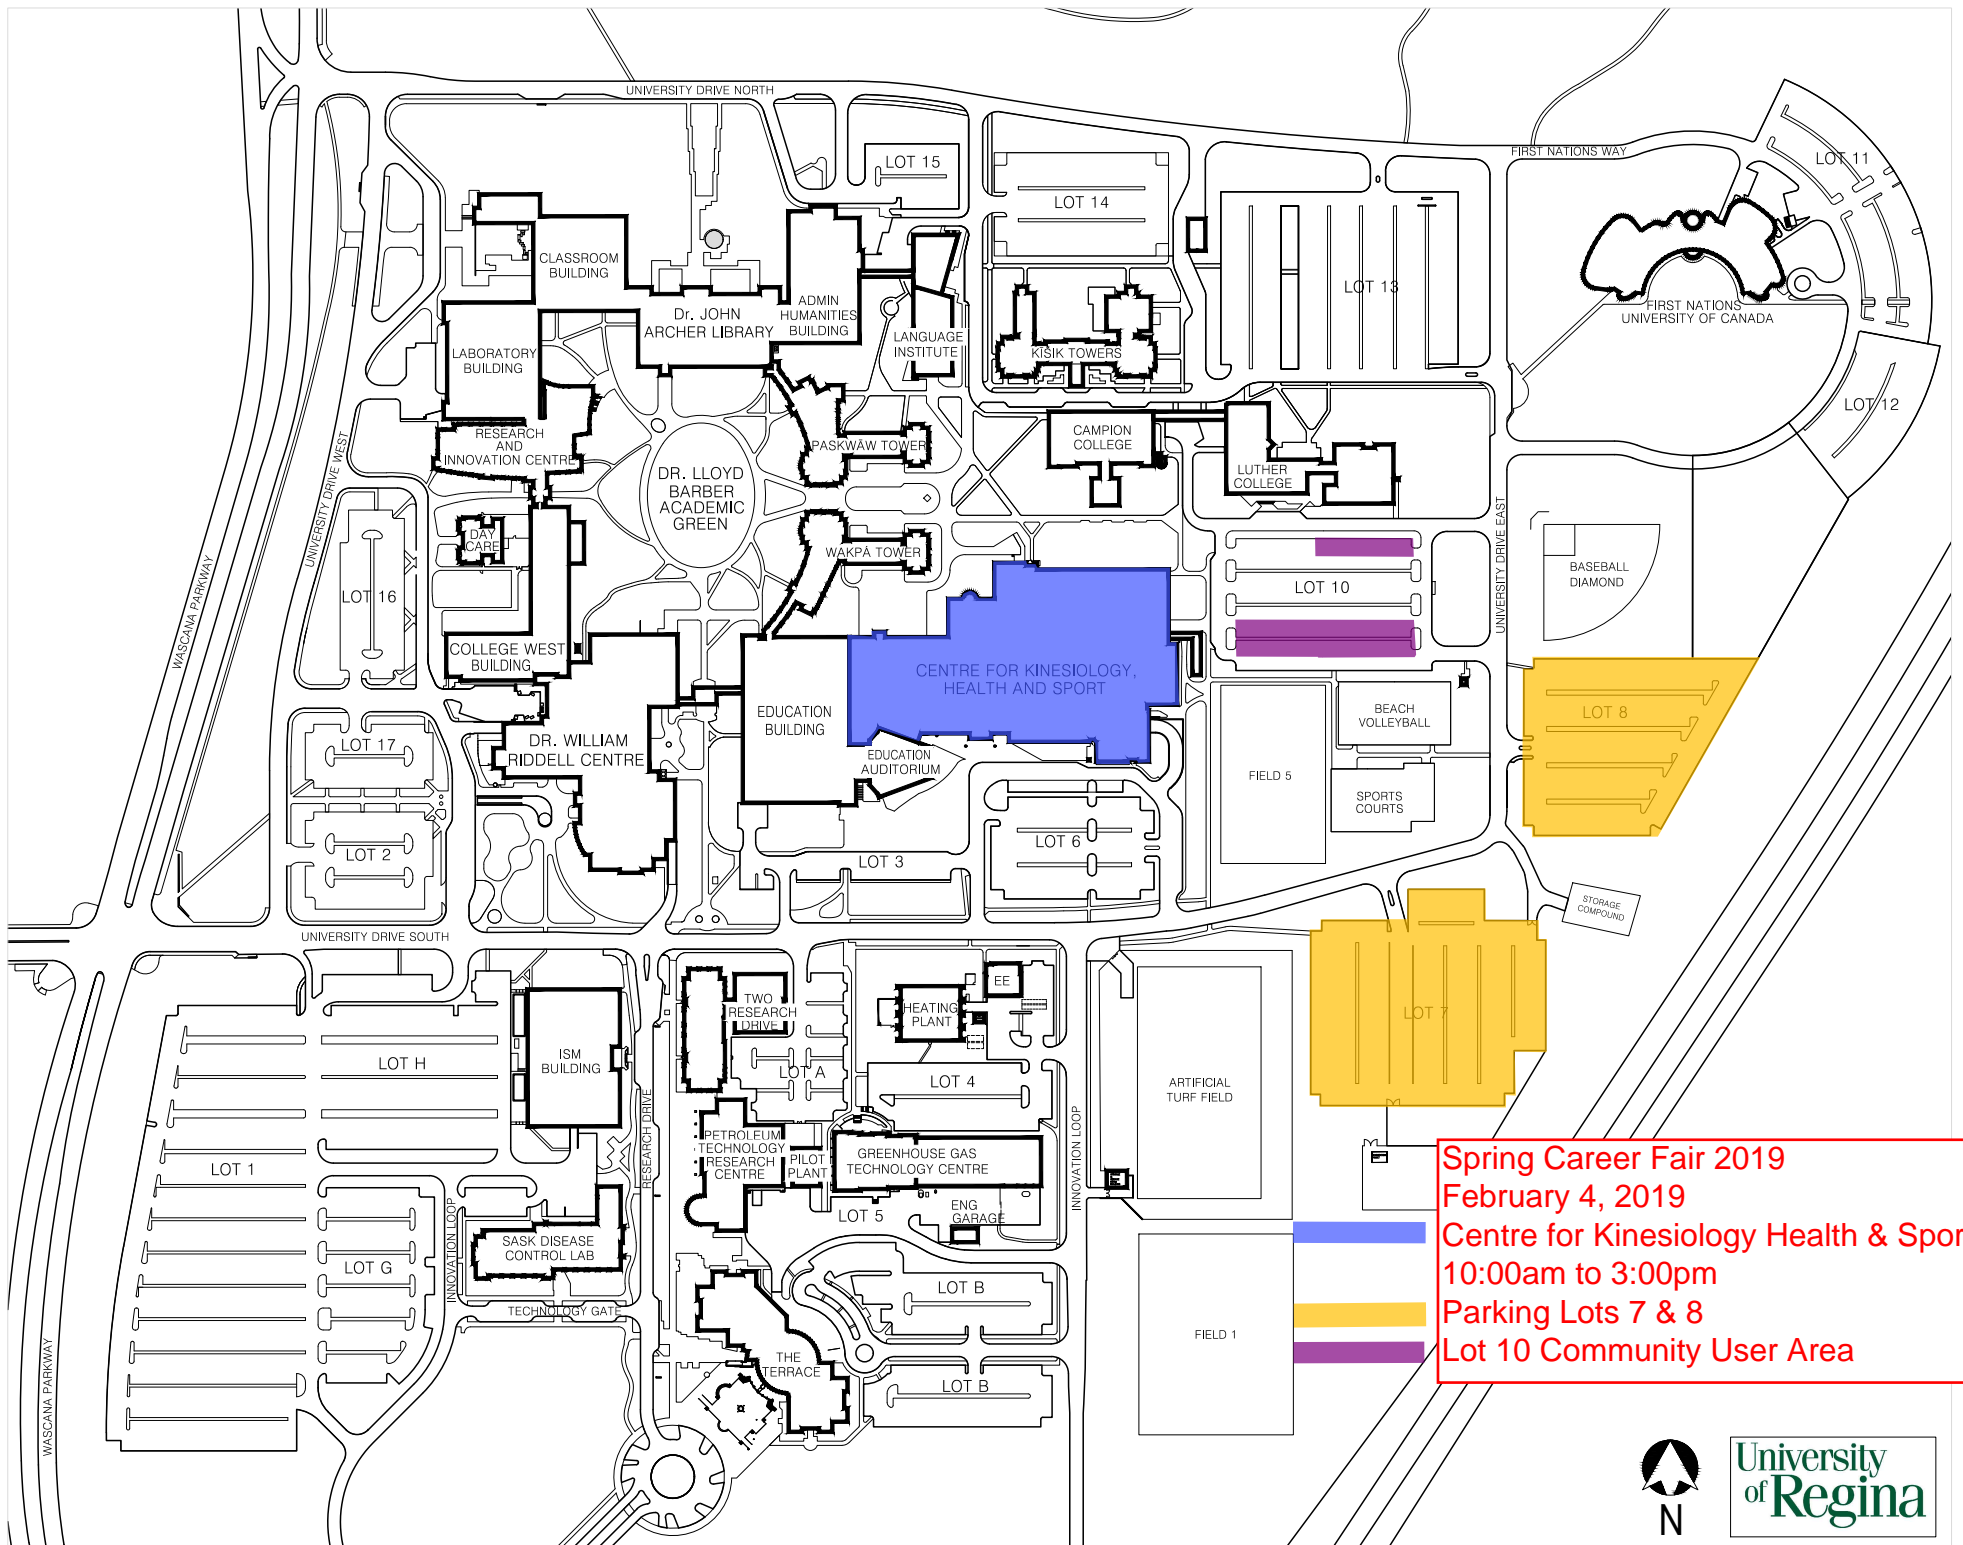 UNIVERSITY DRIVE NORTH
FIRST NATIONS WAY
LOT 11
LOT 15
LOT 14
CLASSROOM
BUILDING
ADMIN
HUMANITIES
BUILDING
Dr. JOHN
ARCHER LIBRARY
LOT 13
FIRST NATIONS
UNIVERSITY OF CANADA
LANGUAGE
INSTITUTE
KĪSIK TOWERS
LABORATORY
BUILDING
LOT 12
RESEARCH
AND
INNOVATION CENTRE
PASKWĀW TOWER
CAMPION
COLLEGE
LUTHER
COLLEGE
DR. LLOYD
BARBER
ACADEMIC
GREEN
UNIVERSITY DRIVE WEST
UNIVERSITY DRIVE EAST
DAY
CARE
WAKPĀ TOWER
BASEBALL
DIAMOND
LOT 10
LOT 16
WASCANA PARKWAY
COLLEGE WEST
BUILDING
CENTRE FOR KINESIOLOGY,
HEALTH AND SPORT
EDUCATION
BUILDING
BEACH
VOLLEYBALL
LOT 8
LOT 17
DR. WILLIAM
RIDDELL CENTRE
EDUCATION
AUDITORIUM
FIELD 5
SPORTS
COURTS
LOT 2
LOT 3
LOT 6
STORAGE
COMPOUND
UNIVERSITY DRIVE SOUTH
TWO
RESEARCH
DRIVE
HEATING
PLANT
EE
LOT 7
ISM
BUILDING
LOT H
LOT A
LOT 4
ARTIFICIAL
TURF FIELD
RESEARCH DRIVE
INNOVATION LOOP
PETROLEUM
TECHNOLOGY
RESEARCH
CENTRE
PILOT
PLANT
GREENHOUSE GAS
TECHNOLOGY CENTRE
LOT 1
LOT 5
ENG
GARAGE
INNOVATION LOOP
SASK DISEASE
CONTROL LAB
LOT G
LOT B
TECHNOLOGY GATE
THE
TERRACE
LOT B
FIELD 1
WASCANA PARKWAY
Spring Career Fair 2019
February 4, 2019
Centre for Kinesiology Health & Spor
10:00am to 3:00pm
Parking Lots 7 & 8
Lot 10 Community User Area
N
University
of Regina